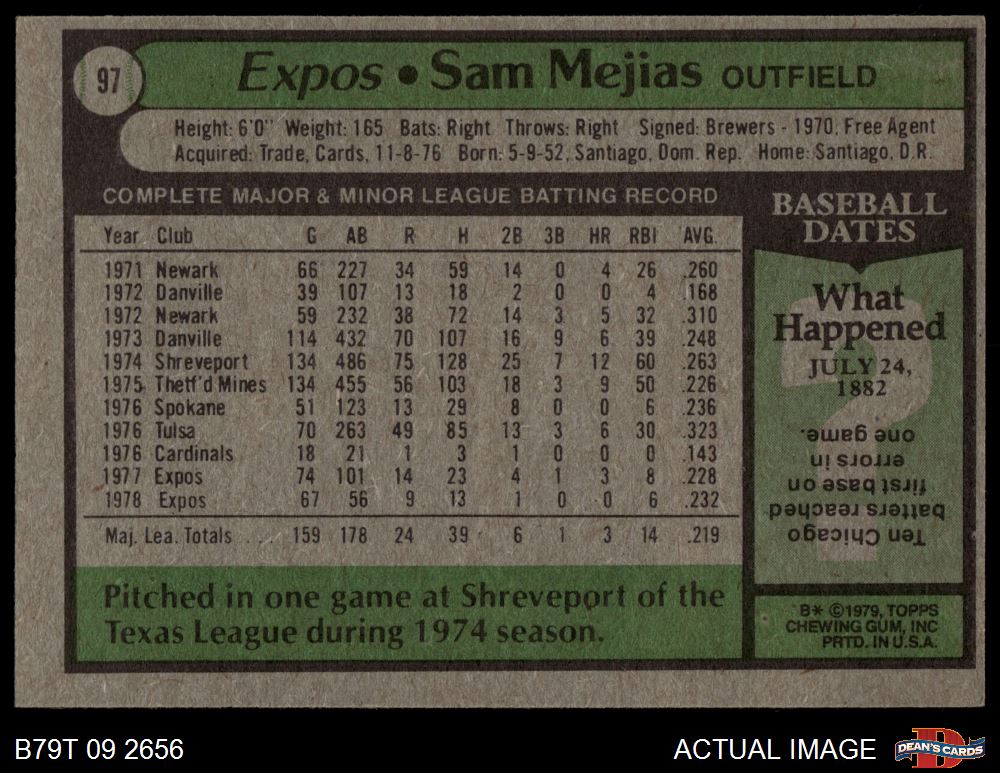 97
Expos • Sam Mejias OUTFIELD
Height: 6'0" Weight: 165 Bats: Right Throws: Right Signed: Brewers - 1970, Free Agent
Acquired: Trade, Cards, 11-8-76 Born: 5-9-52, Santiago, Dom. Rep. Home: Santiago, D.R.
COMPLETE MAJOR & MINOR LEAGUE BATTING RECORD
Year Club G AB R H 2B 3B HR RBI AVG.
1971 Newark 66 227 34 59 14 0 4 26 .260
1972 Danville 39 107 13 18 2 0 0 4 .168
1972 Newark 59 232 38 72 14 3 5 32 .310
1973 Danville 114 432 70 107 16 9 6 39 .248
1974 Shreveport 134 486 75 128 25 7 12 60 .263
1975 Thetf'd Mines 134 455 56 103 18 3 9 50 .226
1976 Spokane 51 123 13 29 8 0 0 6 .236
1976 Tulsa 70 263 49 85 13 3 6 30 .323
1976 Cardinals 18 21 1 3 1 0 0 0 .143
1977 Expos 74 101 14 23 4 1 3 8 .228
1978 Expos 67 56 9 13 1 0 0 6 .232
Maj. Lea. Totals ... 159 178 24 39 6 1 3 14 .219
Pitched in one game at Shreveport of the
Texas League during 1974 season.
BASEBALL
DATES
What
Happened
JULY 24,
1882
?
Ten Chicago
batters reached
first base on
errors in
one game.
B* ©1979, TOPPS
CHEWING GUM, INC
PRTD. IN U.S.A.
B79T 09 2656
ACTUAL IMAGE
D
DEAN'S CARDS